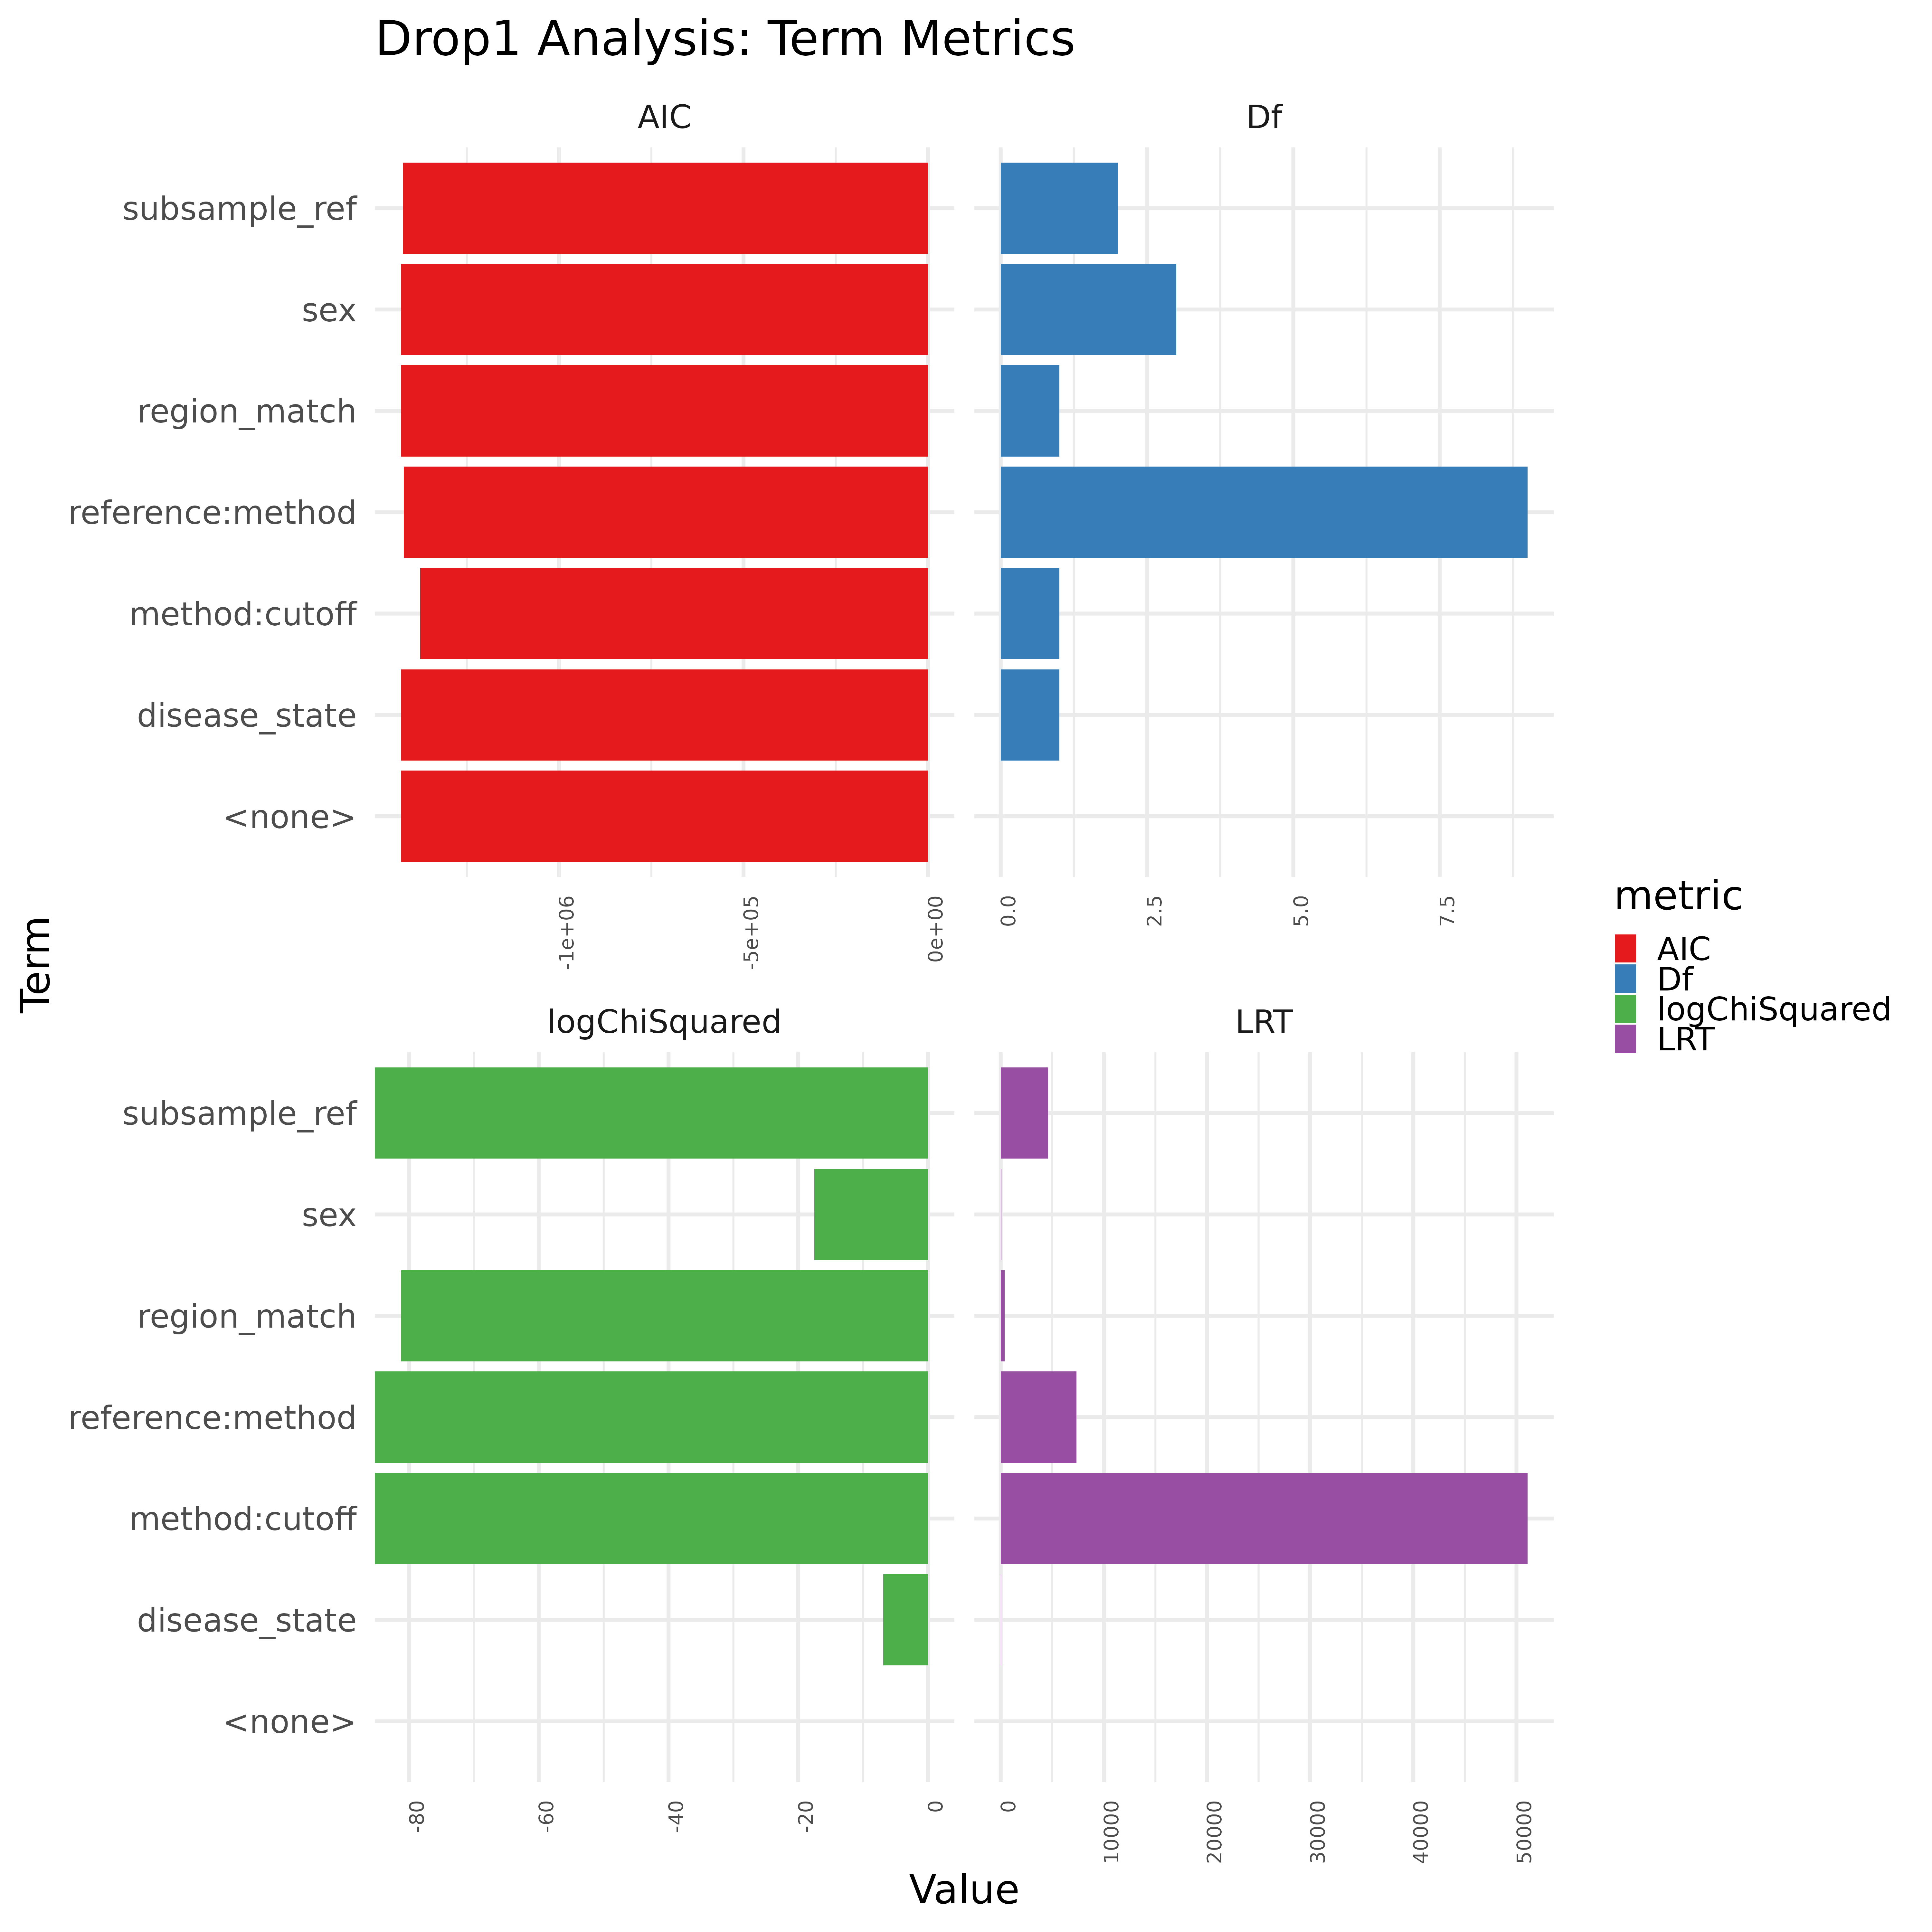 Drop1 Analysis: Term Metrics
AIC
Df
subsample_ref
sex
region_match
reference:method
method:cutoff
disease_state
<none>
-1e+06
-5e+05
0e+00
0.0
2.5
5.0
7.5
Term
logChiSquared
LRT
subsample_ref
sex
region_match
reference:method
method:cutoff
disease_state
<none>
-80
-60
-40
-20
0
0
10000
20000
30000
40000
50000
Value
metric
AIC
Df
logChiSquared
LRT